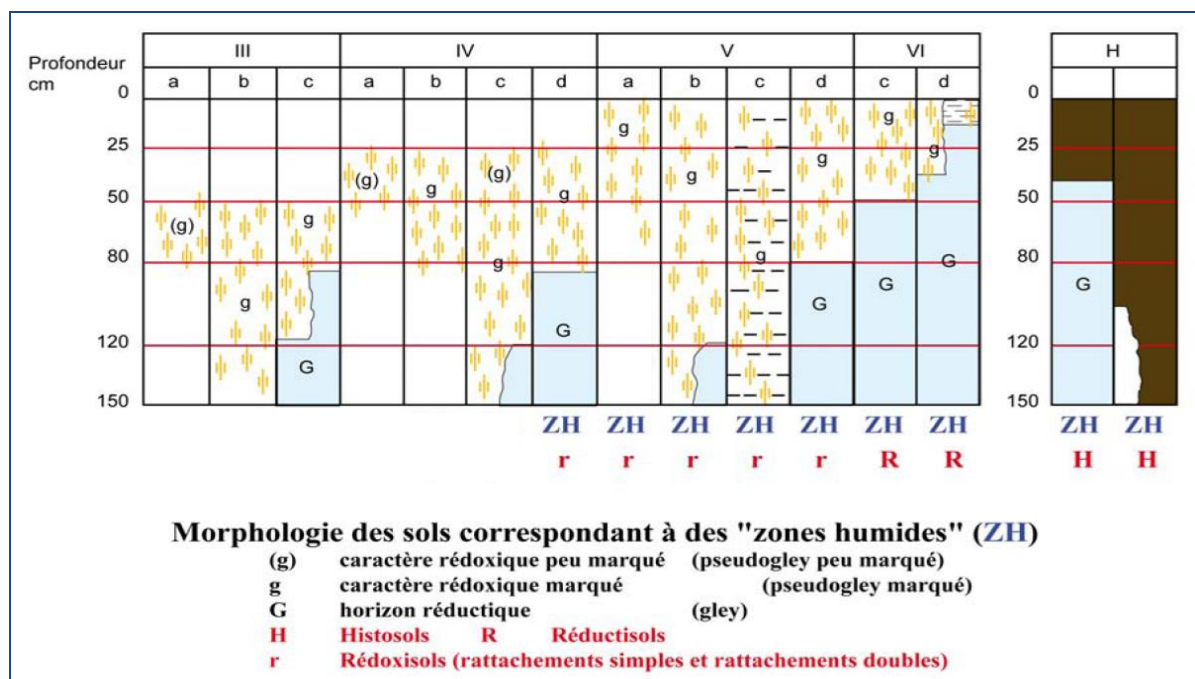 III IV V VI H
Profondeur
cm
a b c a b c d a b c d c d
0 0
25 25
50 50
80 80
120 120
150 150
(g) g g (g) g (g) g g g g g g g
g g G G G G G G
ZH ZH ZH ZH ZH ZH ZH ZH ZH
r r r r r R R H H
Morphologie des sols correspondant à des "zones humides" (ZH)
(g) caractère rédoxique peu marqué (pseudogley peu marqué)
g caractère rédoxique marqué (pseudogley marqué)
G horizon réductique (gley)
H Histosols R Réductisols
r Rédoxisols (rattachements simples et rattachements doubles)